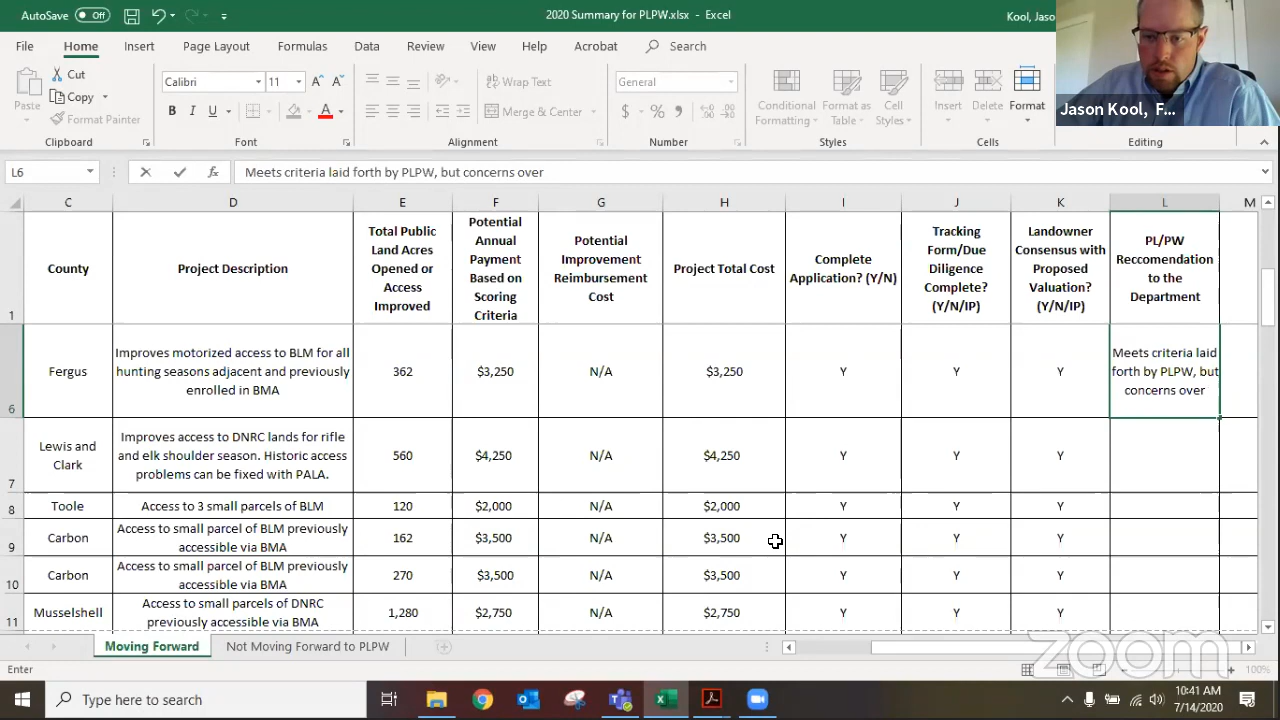 AutoSave Off
2020 Summary for PLPW.xlsx - Excel
Kool, Jason
File Home Insert Page Layout Formulas Data Review View Help Acrobat Search
Paste
Cut
Copy
Format Painter
Clipboard
Calibri 11
B I U
Font
Wrap Text
Merge & Center
Alignment
General
$ % ,
Number
Conditional Formatting
Format as Table
Cell Styles
Styles
Insert Delete Format
Cells
Editing
Jason Kool, F...
L6
fx Meets criteria laid forth by PLPW, but concerns over
C D E F G H I J K L M
1
County
Project Description
Total Public
Land Acres
Opened or
Access
Improved
Potential
Annual
Payment
Based on
Scoring
Criteria
Potential
Improvement
Reimbursement
Cost
Project Total Cost
Complete
Application? (Y/N)
Tracking
Form/Due
Diligence
Complete?
(Y/N/IP)
Landowner
Consensus with
Proposed
Valuation?
(Y/N/IP)
PL/PW
Reccomendation
to the
Department
6
Fergus
Improves motorized access to BLM for all
hunting seasons adjacent and previously
enrolled in BMA
362 $3,250 N/A $3,250 Y Y Y
Meets criteria laid
forth by PLPW, but
concerns over
7
Lewis and
Clark
Improves access to DNRC lands for rifle
and elk shoulder season. Historic access
problems can be fixed with PALA.
560 $4,250 N/A $4,250 Y Y Y
8 Toole Access to 3 small parcels of BLM 120 $2,000 N/A $2,000 Y Y Y
9 Carbon
Access to small parcel of BLM previously
accessible via BMA
162 $3,500 N/A $3,500 Y Y Y
10 Carbon
Access to small parcel of BLM previously
accessible via BMA
270 $3,500 N/A $3,500 Y Y Y
11 Musselshell
Access to small parcels of DNRC
previously accessible via BMA
1,280 $2,750 N/A $2,750 Y Y Y
Moving Forward Not Moving Forward to PLPW
Enter
100%
zoom
Type here to search
10:41 AM
7/14/2020